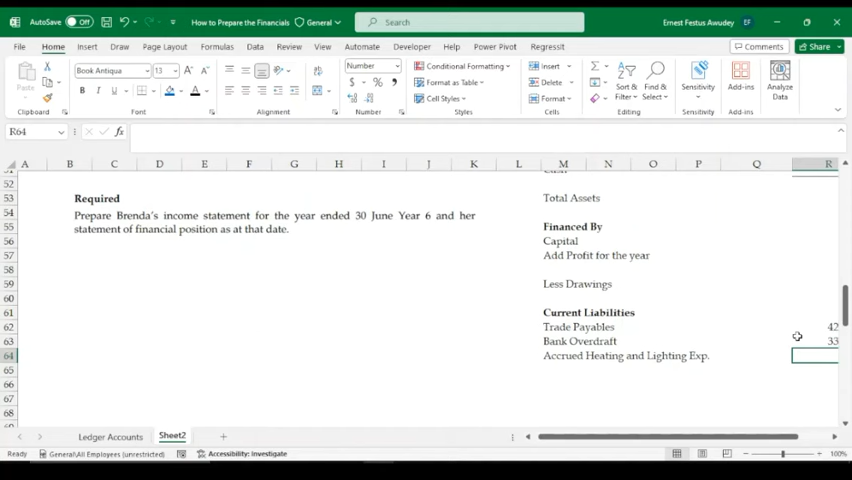 AutoSave Off How to Prepare the Financials General Search Ernest Festus Awudey EF
File Home Insert Draw Page Layout Formulas Data Review View Automate Developer Help Power Pivot Regressit Comments Share
Paste Book Antiqua 13 A A Number Conditional Formatting Insert Sort & Filter Find & Select Sensitivity Add-ins Analyze Data
B I U A $ % Format as Table Delete
Cell Styles Format
Clipboard Font Alignment Number Styles Cells Editing Sensitivity Add-ins
R64 fx
A B C D E F G H I J K L M N O P Q R
51 Cash
52
53 Required Total Assets
54 Prepare Brenda's income statement for the year ended 30 June Year 6 and her
55 statement of financial position as at that date. Financed By
56 Capital
57 Add Profit for the year
58
59 Less Drawings
60
61 Current Liabilities
62 Trade Payables 42
63 Bank Overdraft 33
64 Accrued Heating and Lighting Exp.
65
66
67
68
Ledger Accounts Sheet2
Ready General\All Employees (unrestricted) Accessibility: Investigate 100%